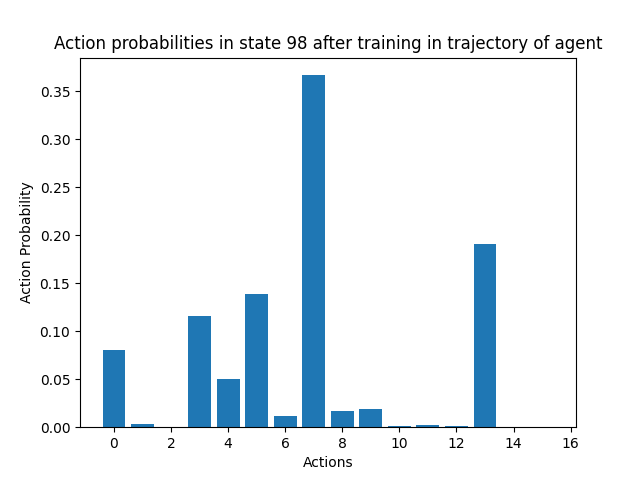 Action probabilities in state 98 after training in trajectory of agent
0.35
0.30
0.25
0.20
0.15
0.10
0.05
0.00
Action Probability
0 2 4 6 8 10 12 14 16
Actions